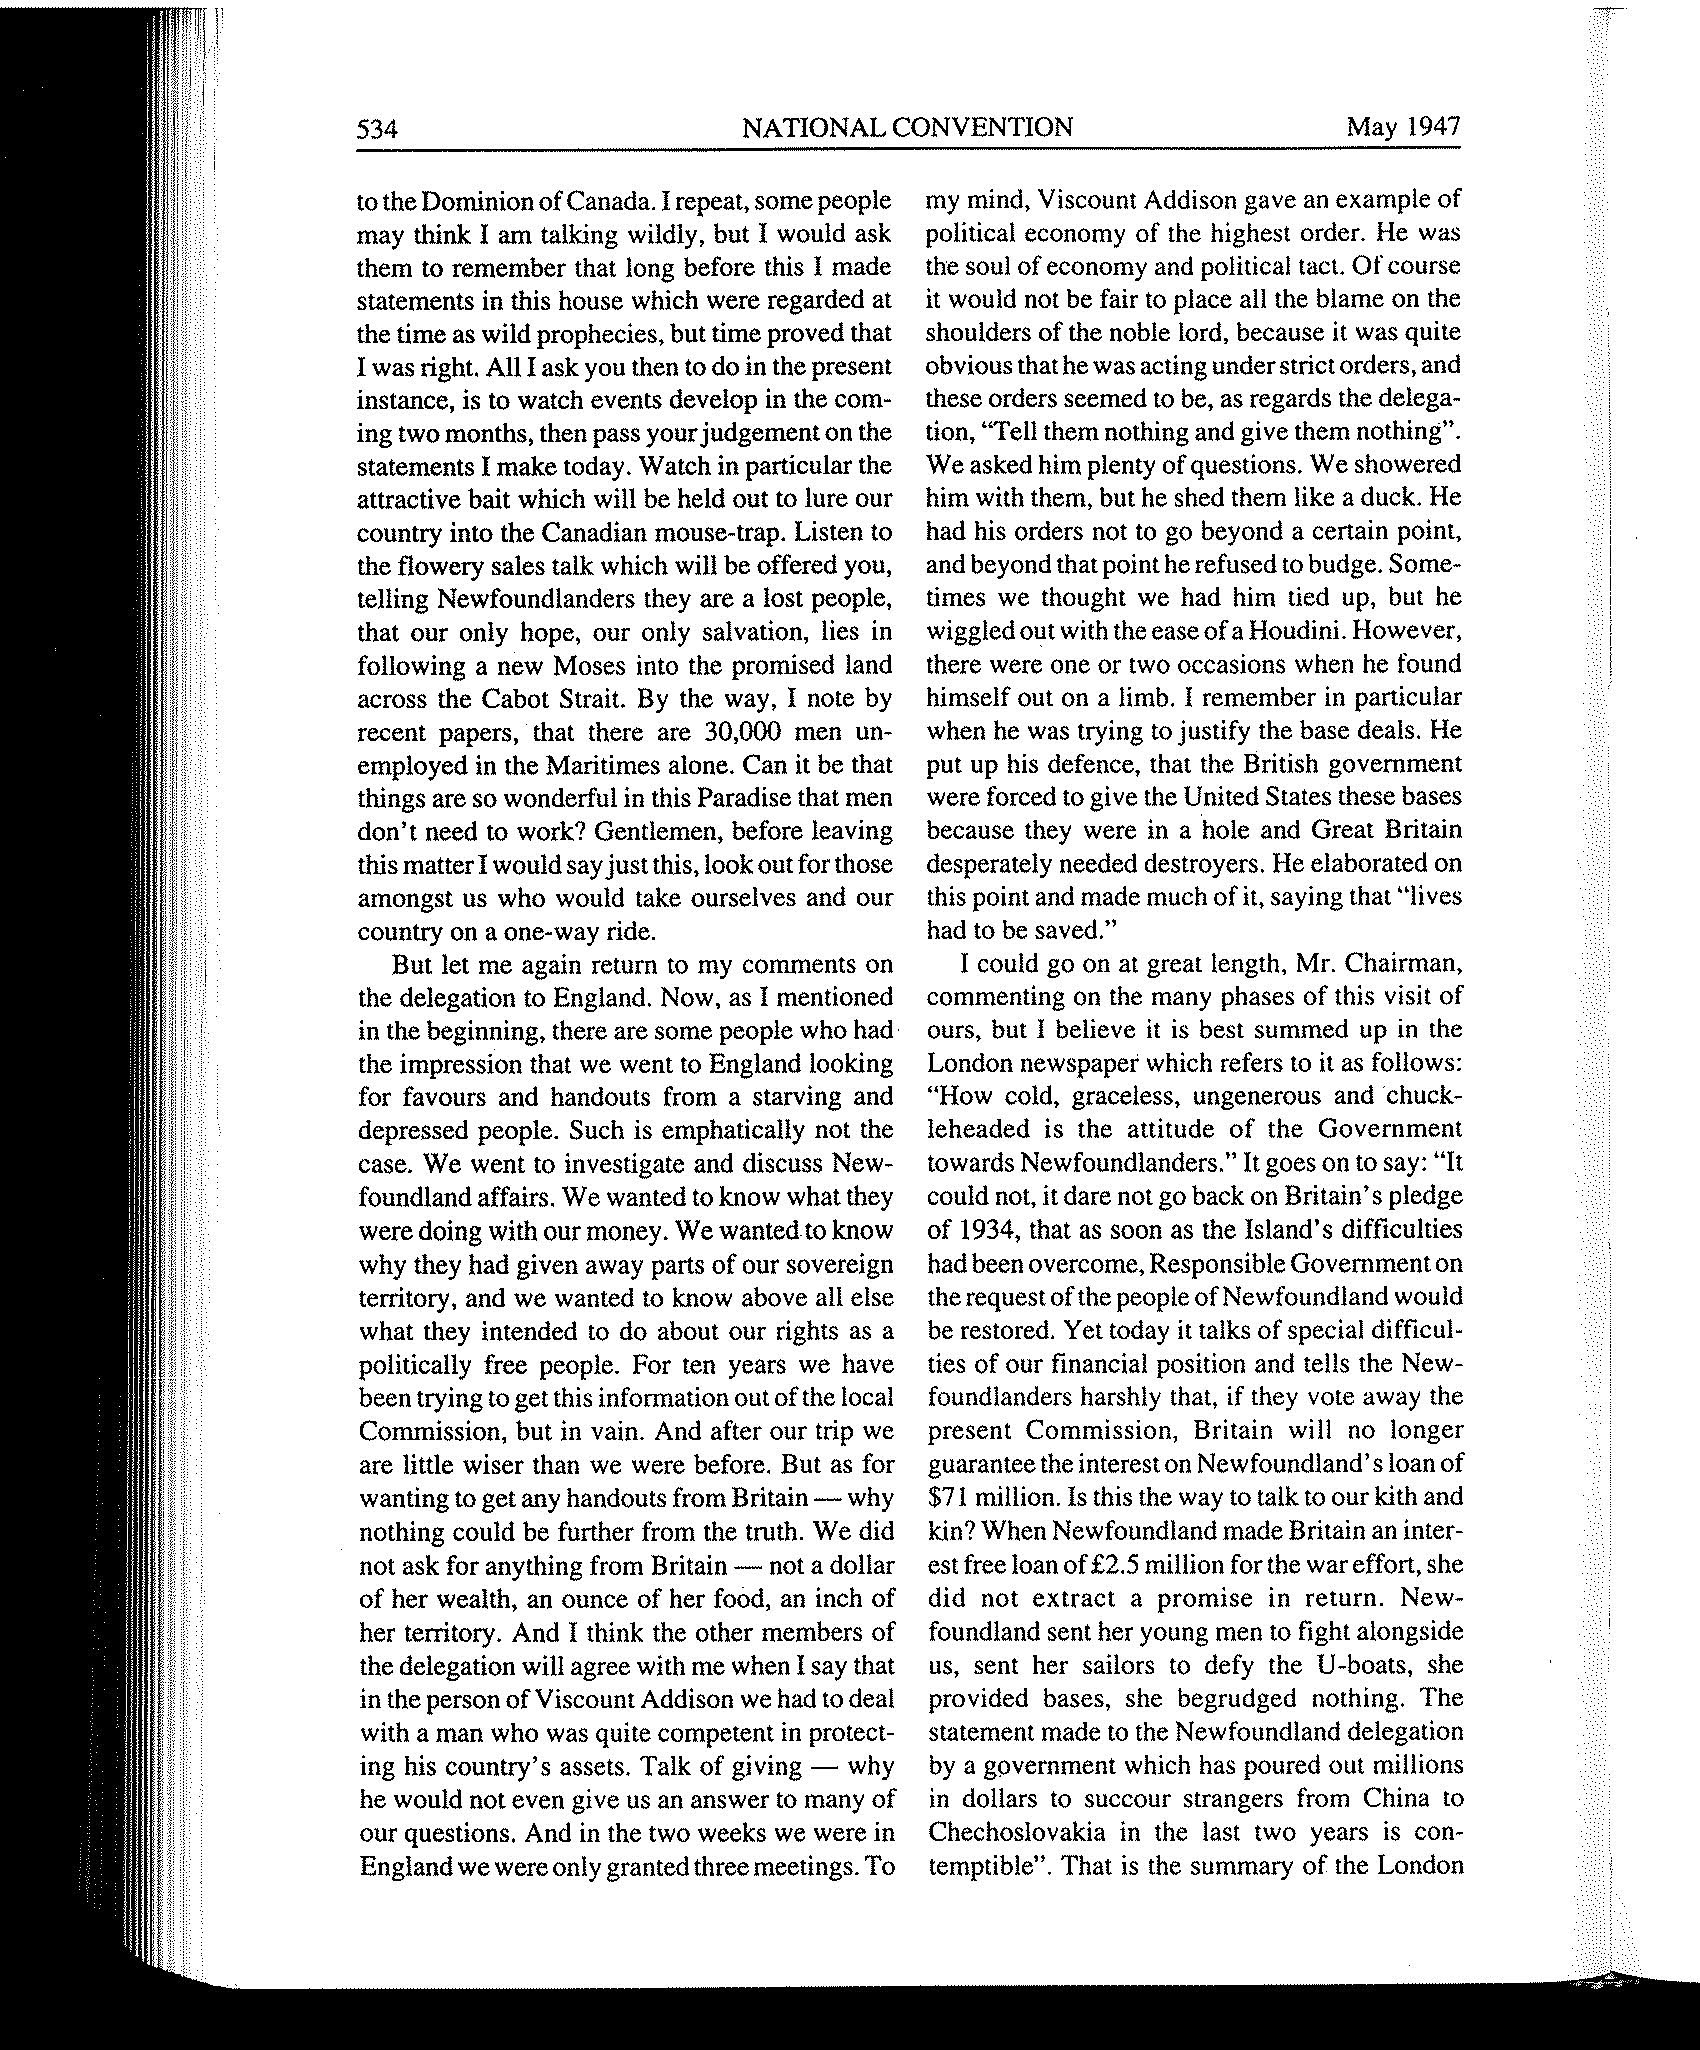 534 NATIONAL CONVENTION May 1947
to the Dominion of Canada. I repeat, some people
may think I am talking wildly, but I would ask
them to remember that long before this I made
statements in this house which were regarded at
the time as wild prophecies, but time proved that
I was right. All I ask you then to do in the present
instance, is to watch events develop in the com-
ing two months, then pass your judgement on the
statements I make today. Watch in particular the
attractive bait which will be held out to lure our
country into the Canadian mouse-trap. Listen to
the flowery sales talk which will be offered you,
telling Newfoundlanders they are a lost people,
that our only hope, our only salvation, lies in
following a new Moses into the promised land
across the Cabot Strait. By the way, I note by
recent papers, that there are 30,000 men un-
employed in the Maritimes alone. Can it be that
things are so wonderful in this Paradise that men
don't need to work? Gentlemen, before leaving
this matter I would say just this, look out for those
amongst us who would take ourselves and our
country on a one-way ride.
But let me again return to my comments on
the delegation to England. Now, as I mentioned
in the beginning, there are some people who had
the impression that we went to England looking
for favours and handouts from a starving and
depressed people. Such is emphatically not the
case. We went to investigate and discuss New-
foundland affairs. We wanted to know what they
were doing with our money. We wanted to know
why they had given away parts of our sovereign
territory, and we wanted to know above all else
what they intended to do about our rights as a
politically free people. For ten years we have
been trying to get this information out of the local
Commission, but in vain. And after our trip we
are little wiser than we were before. But as for
wanting to get any handouts from Britain — why
nothing could be further from the truth. We did
not ask for anything from Britain — not a dollar
of her wealth, an ounce of her food, an inch of
her territory. And I think the other members of
the delegation will agree with me when I say that
in the person of Viscount Addison we had to deal
with a man who was quite competent in protect-
ing his country's assets. Talk of giving — why
he would not even give us an answer to many of
our questions. And in the two weeks we were in
England we were only granted three meetings. To
my mind, Viscount Addison gave an example of
political economy of the highest order. He was
the soul of economy and political tact. Of course
it would not be fair to place all the blame on the
shoulders of the noble lord, because it was quite
obvious that he was acting under strict orders, and
these orders seemed to be, as regards the delega-
tion, "Tell them nothing and give them nothing".
We asked him plenty of questions. We showered
him with them, but he shed them like a duck. He
had his orders not to go beyond a certain point,
and beyond that point he refused to budge. Some-
times we thought we had him tied up, but he
wiggled out with the ease of a Houdini. However,
there were one or two occasions when he found
himself out on a limb. I remember in particular
when he was trying to justify the base deals. He
put up his defence, that the British government
were forced to give the United States these bases
because they were in a hole and Great Britain
desperately needed destroyers. He elaborated on
this point and made much of it, saying that "lives
had to be saved."
I could go on at great length, Mr. Chairman,
commenting on the many phases of this visit of
ours, but I believe it is best summed up in the
London newspaper which refers to it as follows:
"How cold, graceless, ungenerous and chuck-
leheaded is the attitude of the Government
towards Newfoundlanders." It goes on to say: "It
could not, it dare not go back on Britain's pledge
of 1934, that as soon as the Island's difficulties
had been overcome, Responsible Government on
the request of the people of Newfoundland would
be restored. Yet today it talks of special difficul-
ties of our financial position and tells the New-
foundlanders harshly that, if they vote away the
present Commission, Britain will no longer
guarantee the interest on Newfoundland's loan of
$71 million. Is this the way to talk to our kith and
kin? When Newfoundland made Britain an inter-
est free loan of £2.5 million for the war effort, she
did not extract a promise in return. New-
foundland sent her young men to fight alongside
us, sent her sailors to defy the U-boats, she
provided bases, she begrudged nothing. The
statement made to the Newfoundland delegation
by a government which has poured out millions
in dollars to succour strangers from China to
Chechoslovakia in the last two years is con-
temptible". That is the summary of the London